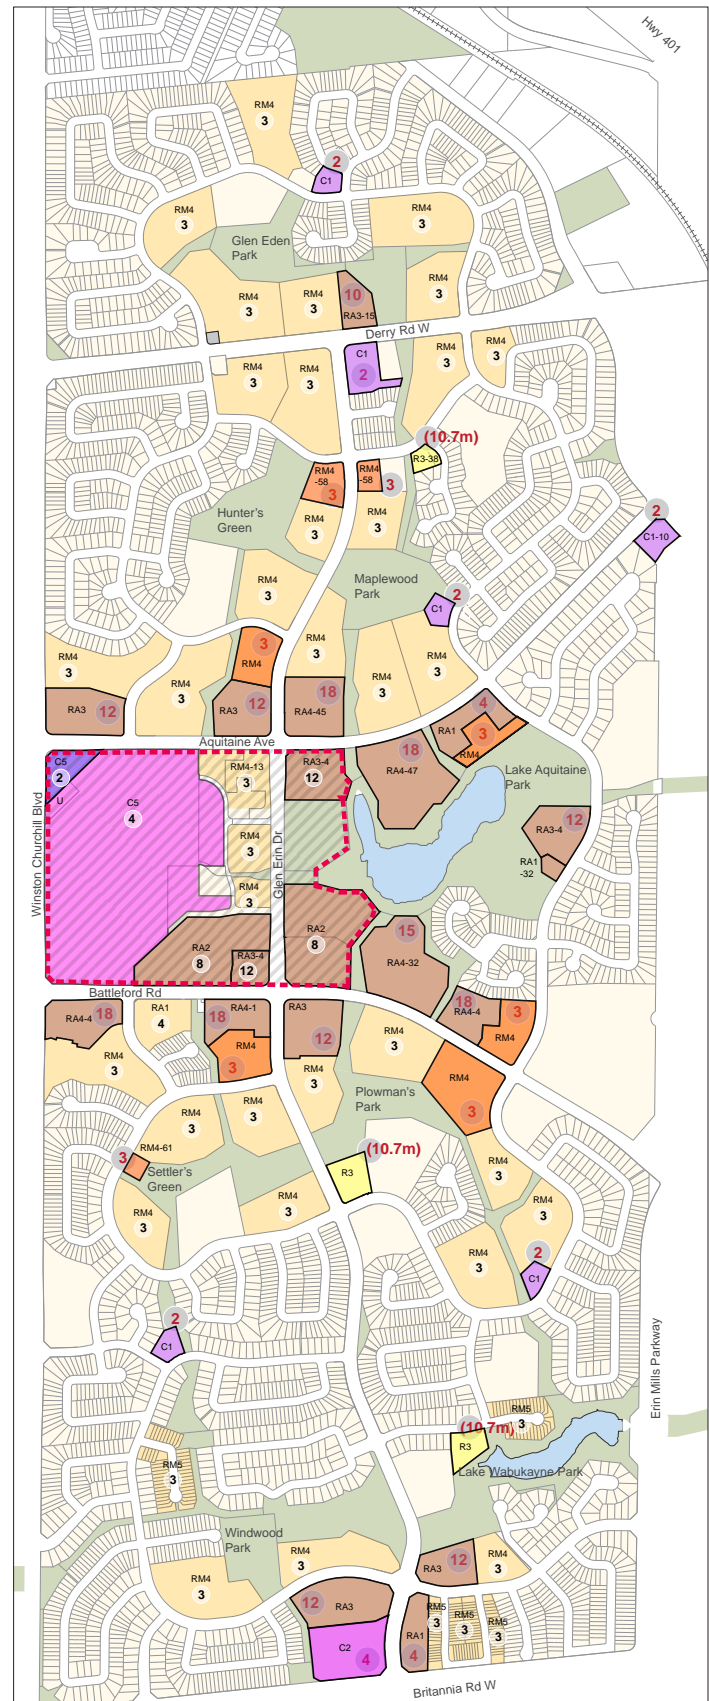 Hwy 401
RM4
3
2
C1
RM4
3
RM4
3
Glen Eden
Park
RM4
3
RM4
3
RM4
3
10
RA3-15
Derry Rd W
C1
2
RM4
3
RM4
3
RM4
3
RM4
3
(10.7m)
R3-38
RM4
-58
3
RM4
-58
3
Hunter's
Green
RM4
3
RM4
3
2
C1-10
RM4
3
Maplewood
Park
2
C1
3
RM4
RM4
3
RM4
3
RM4
3
RM4
3
RM4
3
RA3
12
RA3
12
18
RA4-45
4
RA1
3
RM4
Aquitaine Ave
18
RA4-47
C5
2
U
C5
4
RM4-13
3
RA3-4
12
Lake Aquitaine
Park
Winston Churchill Blvd
RM4
3
Glen Erin Dr
12
RA3-4
RA1
-32
RM4
3
RA2
8
RA2
8
RA3-4
12
15
RA4-32
Battleford Rd
RA4-4
18
RA1
4
RA4-1
18
RM4
3
RA3
12
18
RA4-4
3
RM4
RM4
3
RM4
3
RM4
3
RM4
3
Plowman's
Park
RM4
3
RM4
3
(10.7m)
RM4-61
3
Settler's
Green
R3
RM4
3
RM4
3
RM4
3
RM4
3
RM4
3
2
C1
2
C1
Erin Mills Parkway
RM5
3
(10.7m)
R3
Lake Wabukayne Park
RM5
3
Windwood
Park
RM4
3
RM4
3
12
RA3
RM4
3
12
RA3
C2
4
RA1
4
RM5
3
RM5
3
RM5
3
Britannia Rd W